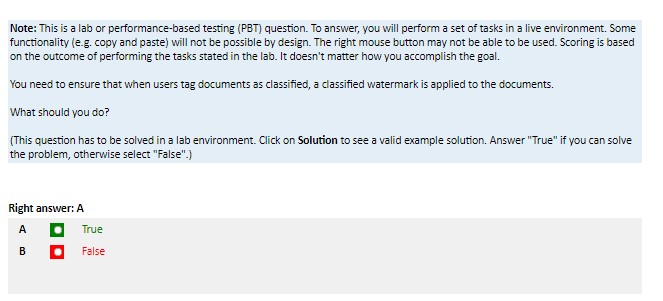 Note: This is a lab or performance-based testing (PBT) question. To answer, you will perform a set of tasks in a live environment. Some
functionality (e.g. copy and paste) will not be possible by design. The right mouse button may not be able to be used. Scoring is based
on the outcome of performing the tasks stated in the lab. It doesn't matter how you accomplish the goal.
You need to ensure that when users tag documents as classified, a classified watermark is applied to the documents.
What should you do?
(This question has to be solved in a lab environment. Click on Solution to see a valid example solution. Answer "True" if you can solve
the problem, otherwise select "False".)
Right answer: A
A True
B False